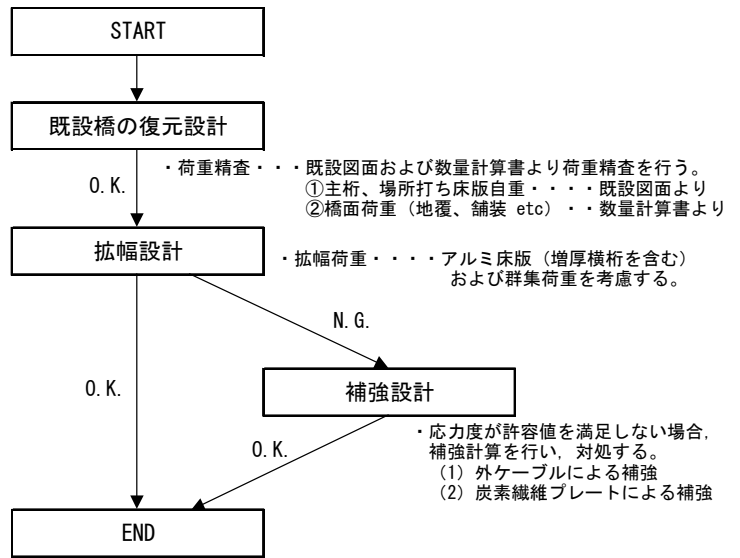 START
既設橋の復元設計
・荷重精査・・・既設図面および数量計算書より荷重精査を行う。
O.K.
①主桁、場所打ち床版自重・・・・既設図面より
②橋面荷重（地覆、舗装 etc）・・数量計算書より
拡幅設計
・拡幅荷重・・・・アルミ床版（増厚横桁を含む）
および群集荷重を考慮する。
N.G.
O.K.
補強設計
・応力度が許容値を満足しない場合，
補強計算を行い，対処する。
O.K.
（1）外ケーブルによる補強
（2）炭素繊維プレートによる補強
END